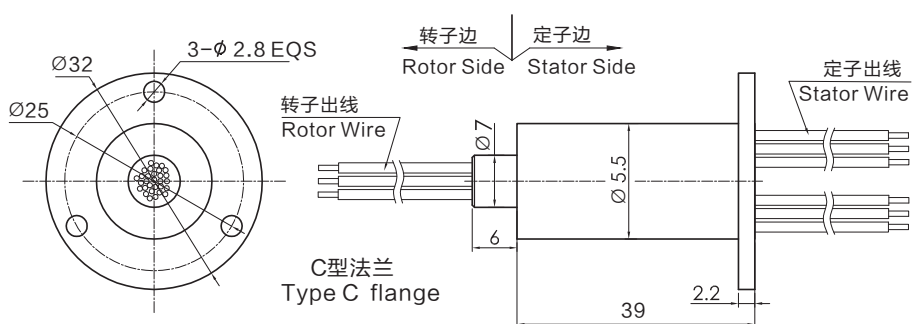 3-ϕ 2.8 EQS
Ø32
Ø25
转子边
Rotor Side
定子边
Stator Side
转子出线
Rotor Wire
定子出线
Stator Wire
Ø7
Ø5.5
6
C型法兰
Type C flange
2.2
39